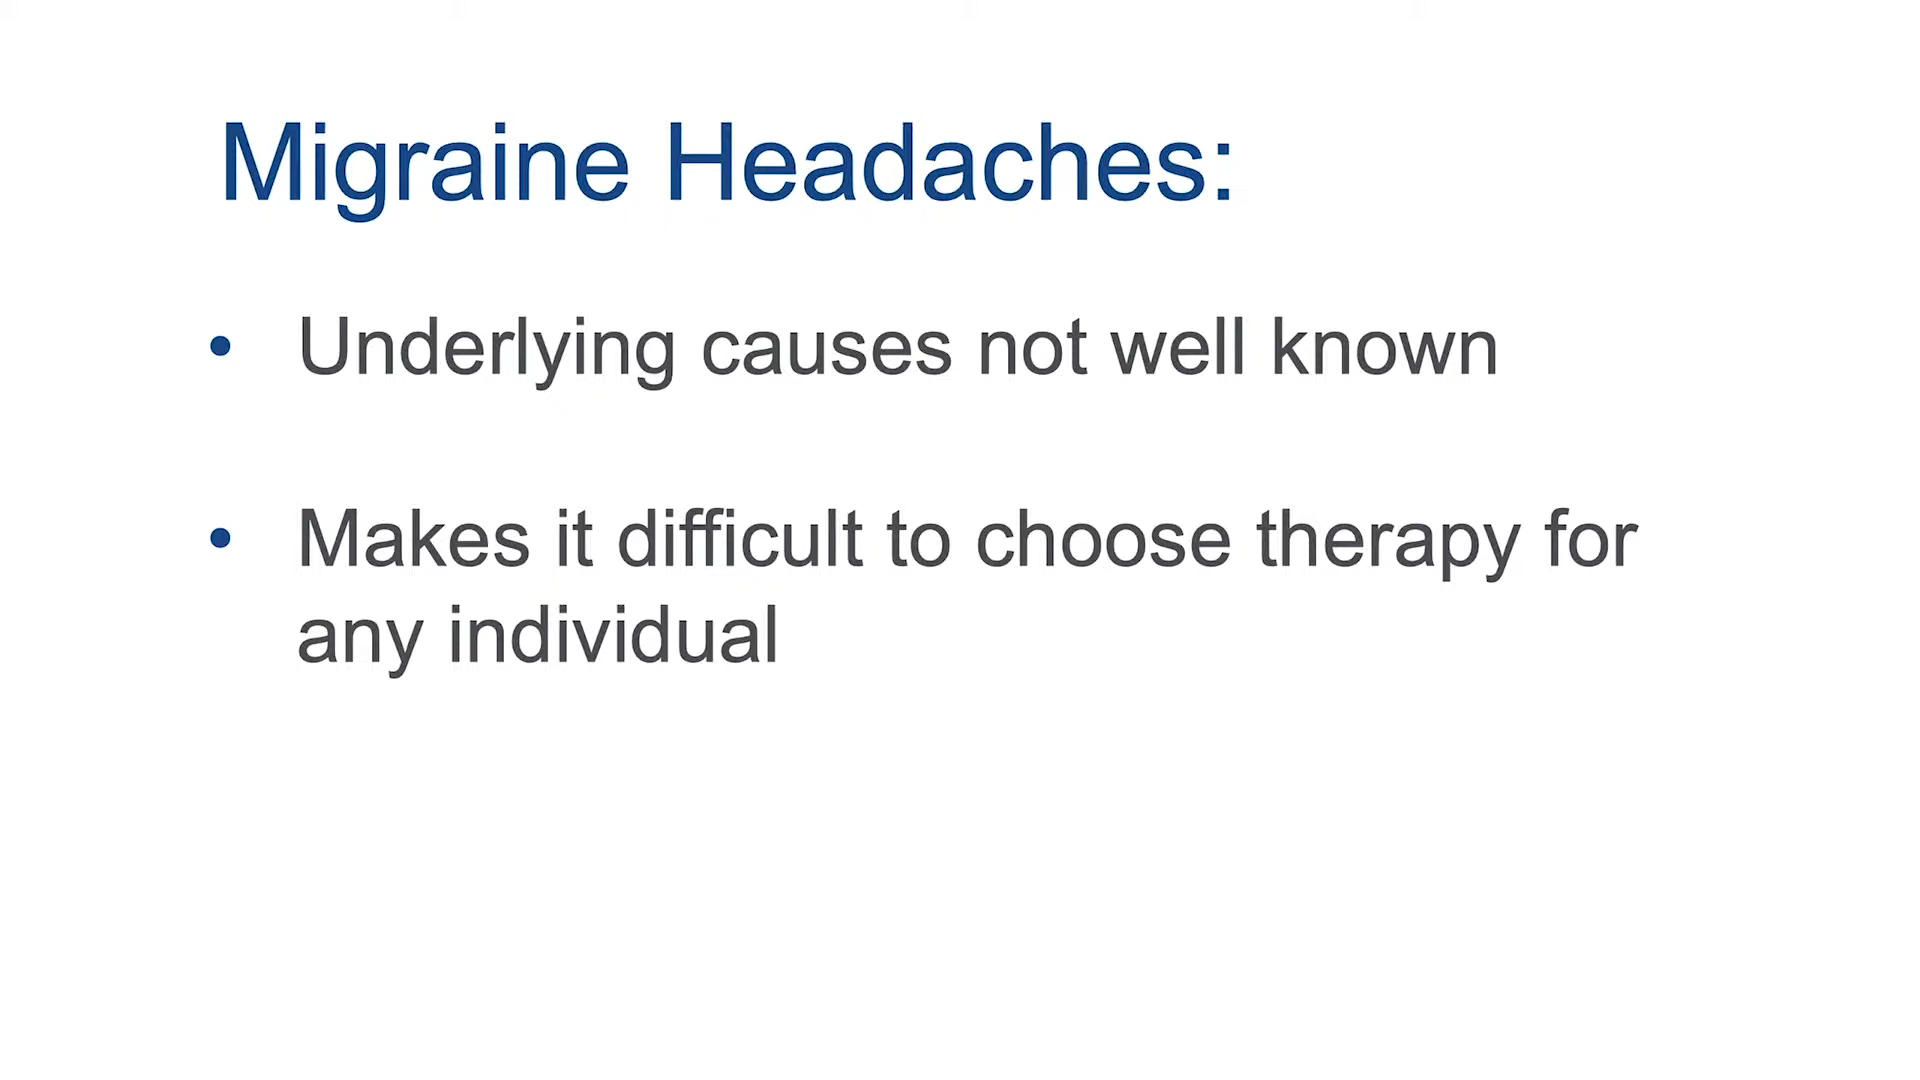 Migraine Headaches:
• Underlying causes not well known
• Makes it difficult to choose therapy for
any individual